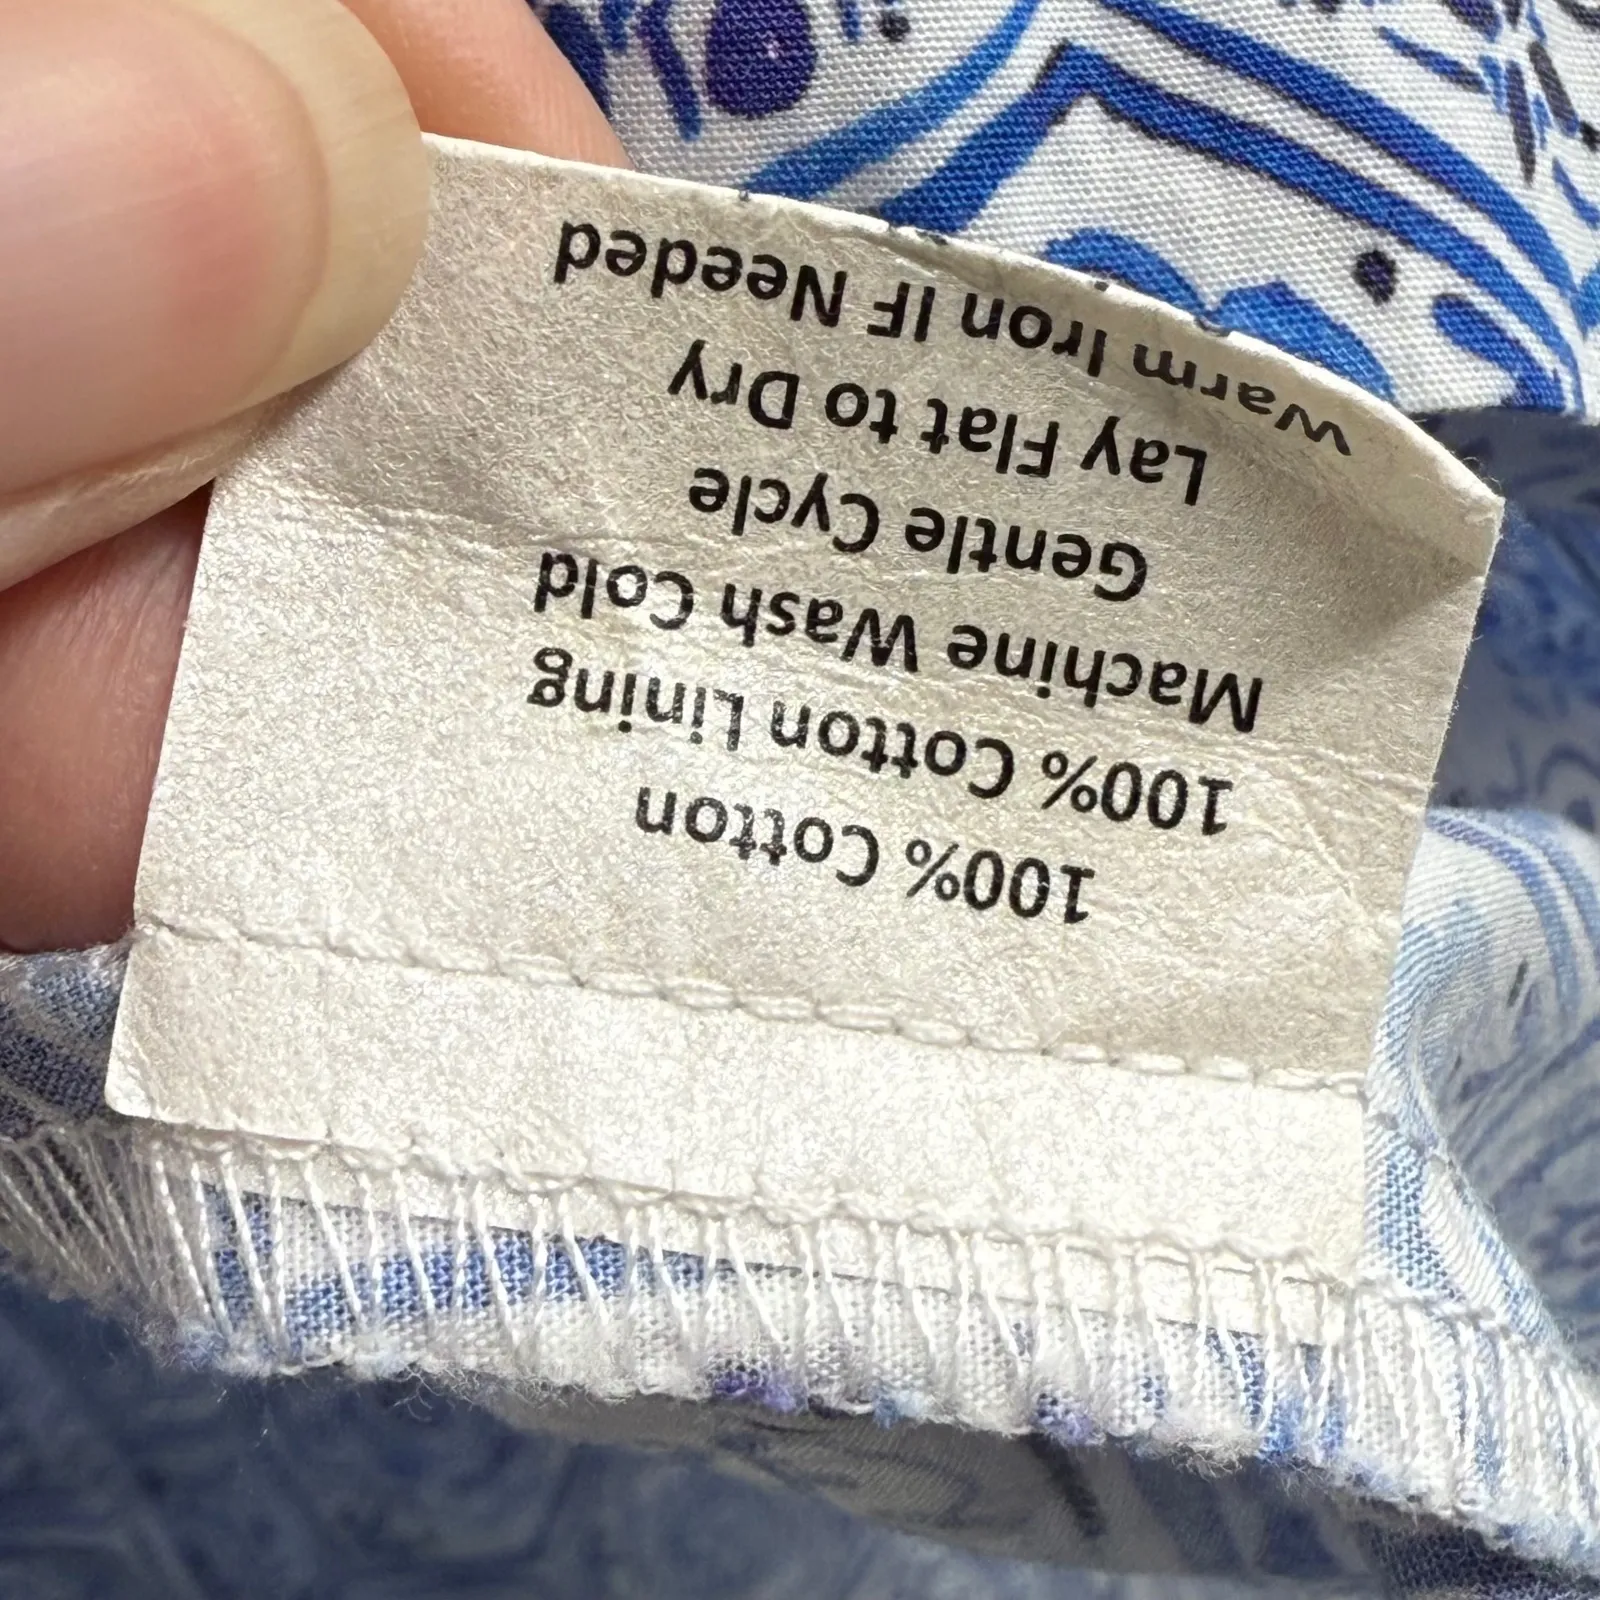 100% Cotton
100% Cotton Lining
Machine Wash Cold
Gentle Cycle
Lay Flat to Dry
Warm Iron IF Needed